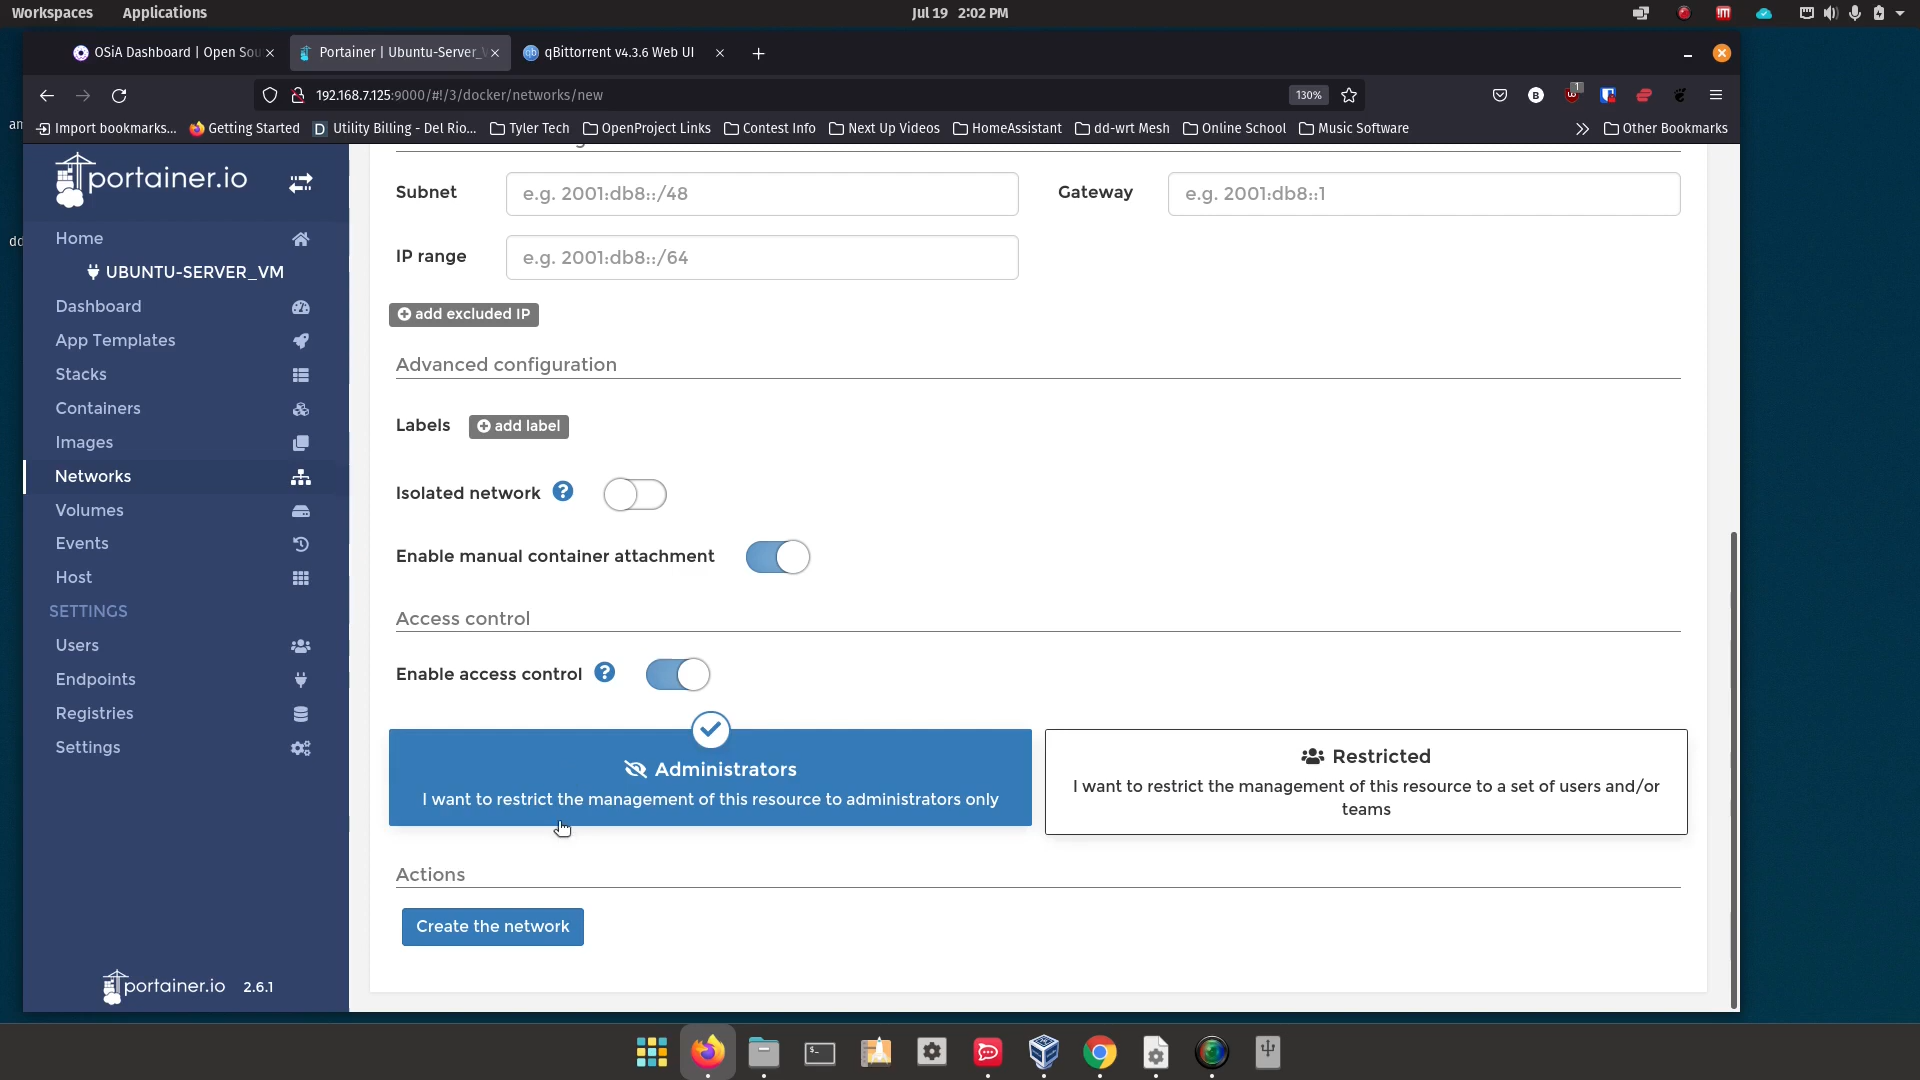 Workspaces Applications Jul 19 2:02 PM
OSiA Dashboard | Open Sou
Portainer | Ubuntu-Server_V
qBittorrent v4.3.6 Web UI
192.168.7.125:9000/#!/3/docker/networks/new
130%
1
Import bookmarks... Getting Started Utility Billing - Del Rio... Tyler Tech OpenProject Links Contest Info Next Up Videos HomeAssistant dd-wrt Mesh Online School Music Software Other Bookmarks
portainer.io
Home
UBUNTU-SERVER_VM
Dashboard
App Templates
Stacks
Containers
Images
Networks
Volumes
Events
Host
SETTINGS
Users
Endpoints
Registries
Settings
portainer.io 2.6.1
Subnet e.g. 2001:db8::/48 Gateway e.g. 2001:db8::1
IP range e.g. 2001:db8::/64
add excluded IP
Advanced configuration
Labels add label
Isolated network
Enable manual container attachment
Access control
Enable access control
Administrators
I want to restrict the management of this resource to administrators only
Restricted
I want to restrict the management of this resource to a set of users and/or
teams
Actions
Create the network